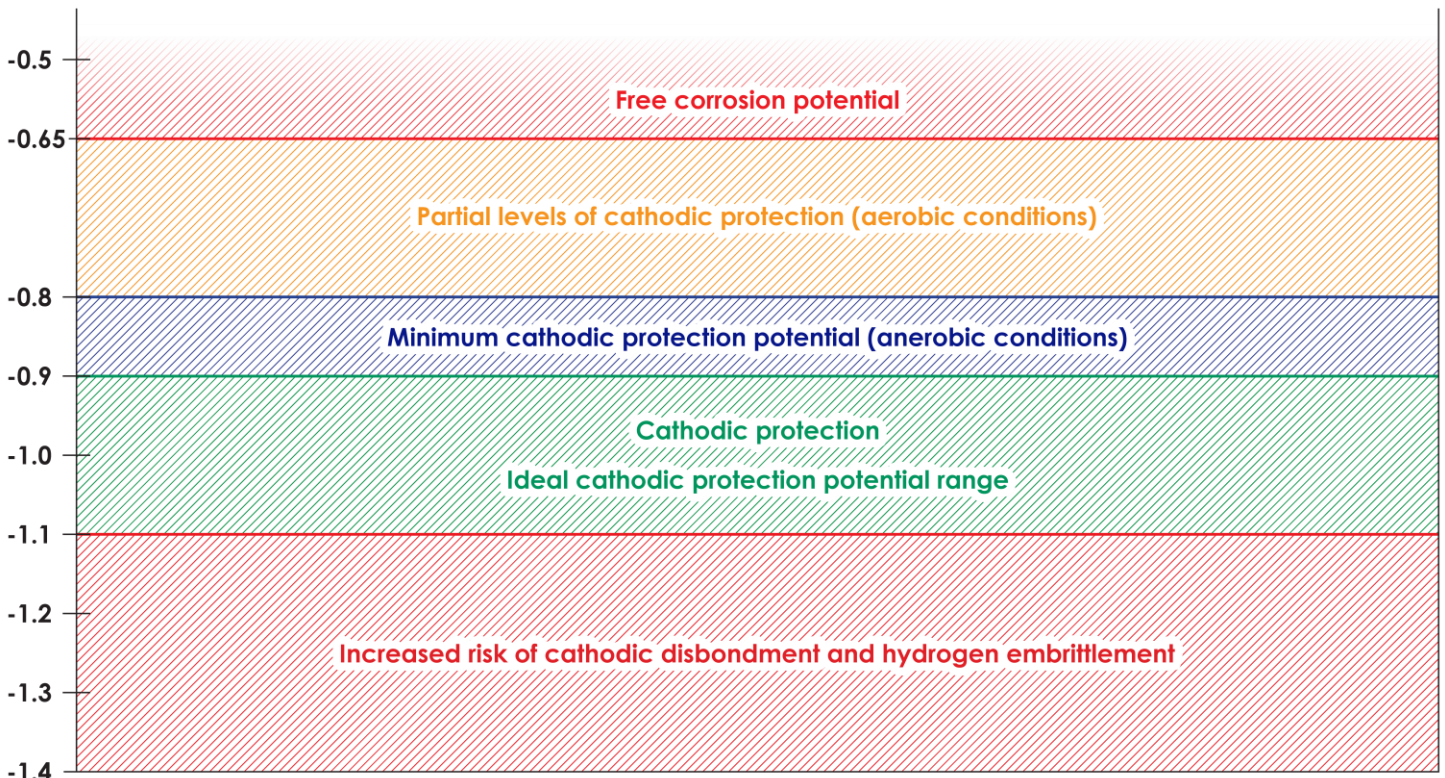 -0.5
Free corrosion potential
-0.65
Partial levels of cathodic protection (aerobic conditions)
-0.8
Minimum cathodic protection potential (anerobic conditions)
-0.9
Cathodic protection
-1.0
Ideal cathodic protection potential range
-1.1
-1.2
Increased risk of cathodic disbondment and hydrogen embrittlement
-1.3
-1.4